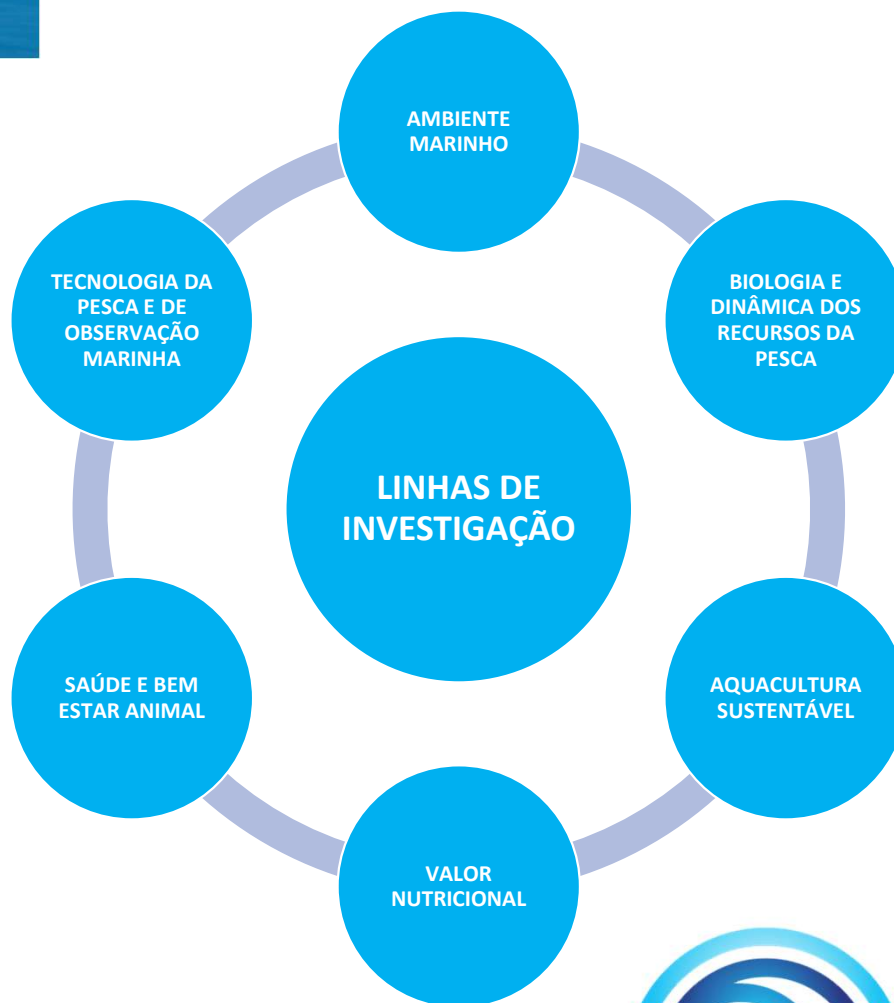 AMBIENTE
MARINHO
BIOLOGIA E
DINÂMICA DOS
RECURSOS DA
PESCA
AQUACULTURA
SUSTENTÁVEL
VALOR
NUTRICIONAL
SAÚDE E BEM
ESTAR ANIMAL
TECNOLOGIA DA
PESCA E DE
OBSERVAÇÃO
MARINHA
LINHAS DE
INVESTIGAÇÃO